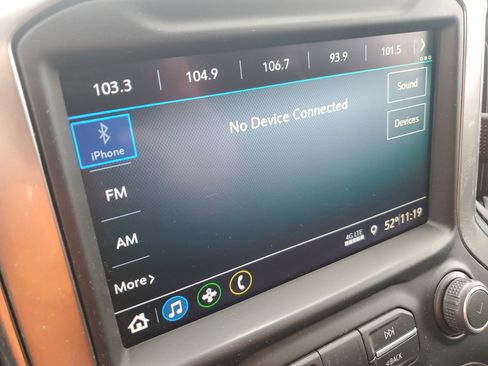 103.3 104.9 106.7 93.9 101.5 >
Sound
No Device Connected
iPhone
Devices
FM
AM
More >
4G LTE
52° 11:19
BACK